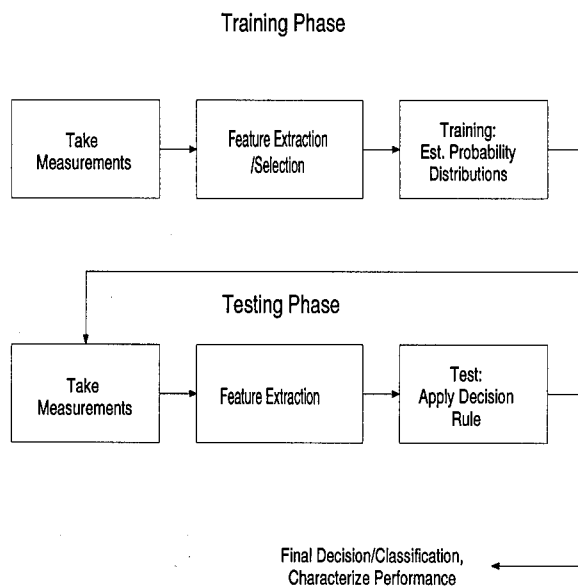 Training Phase
Take
Measurements
Feature Extraction
/Selection
Training:
Est. Probability
Distributions
Testing Phase
Take
Measurements
Feature Extraction
Test:
Apply Decision
Rule
Final Decision/Classification,
Characterize Performance